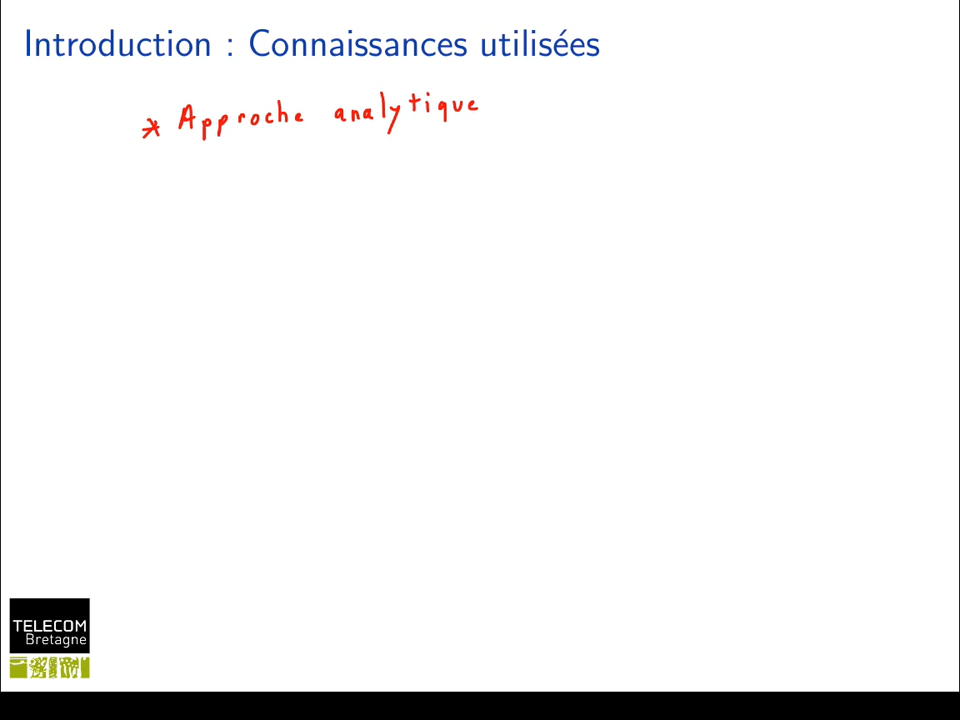 Introduction : Connaissances utilisées
* Approche analytique
TELECOM
Bretagne